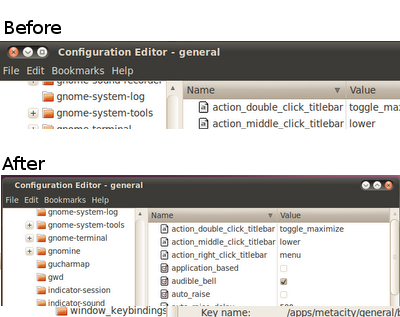 Before
Configuration Editor - general
File Edit Bookmarks Help
gnome-sound-recorder
Name Value
gnome-system-log
gnome-system-tools action_double_click_titlebar toggle_max
gnome-terminal action_middle_click_titlebar lower
After
Configuration Editor - general
File Edit Bookmarks Help
gnome-system-log Name Value
gnome-system-tools action_double_click_titlebar toggle_maximize
gnome-terminal action_middle_click_titlebar lower
gnomine action_right_click_titlebar menu
gucharmap application_based
gwd audible_bell
indicator-session auto_raise
indicator-sound auto_raise_delay 500
window_keybindings Key name: /apps/metacity/general/